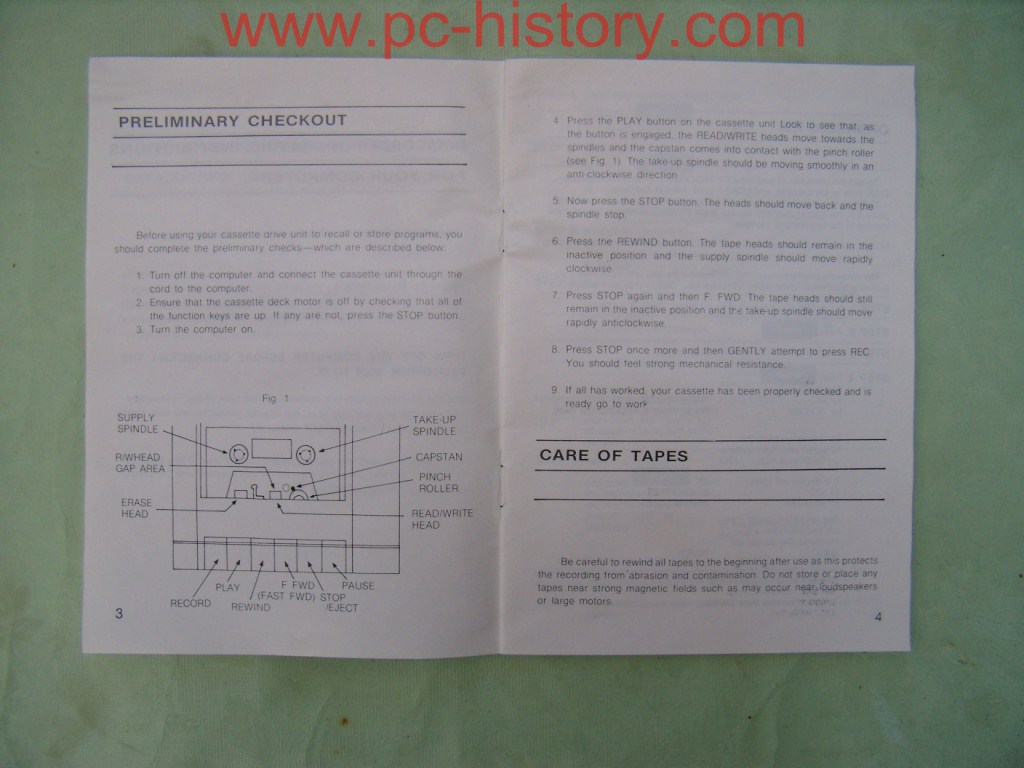 www.pc-history.com
PRELIMINARY CHECKOUT
Before using your cassette drive unit to recall or store programs, you
should complete the preliminary checks—which are described below:
1. Turn off the computer and connect the cassette unit through the
cord to the computer.
2. Ensure that the cassette deck motor is off by checking that all of
the function keys are up. If any are not, press the STOP button.
3. Turn the computer on.
Fig. 1
SUPPLY
SPINDLE
R/WHEAD
GAP AREA
ERASE
HEAD
TAKE-UP
SPINDLE
CAPSTAN
PINCH
ROLLER
READ/WRITE
HEAD
RECORD
PLAY
REWIND
F FWD
(FAST FWD)
STOP
/EJECT
PAUSE
3
4. Press the PLAY button on the cassette unit. Look to see that, as
the button is engaged, the READ/WRITE heads move towards the
spindles and the capstan comes into contact with the pinch roller
(see Fig. 1). The take-up spindle should be moving smoothly in an
anti-clockwise direction.
5. Now press the STOP button. The heads should move back and the
spindle stop.
6. Press the REWIND button. The tape heads should remain in the
inactive position and the supply spindle should move rapidly
clockwise.
7. Press STOP again and then F. FWD. The tape heads should still
remain in the inactive position and the take-up spindle should move
rapidly anticlockwise.
8. Press STOP once more and then GENTLY attempt to press REC.
You should feel strong mechanical resistance.
9. If all has worked, your cassette has been properly checked and is
ready go to work.
CARE OF TAPES
Be careful to rewind all tapes to the beginning after use as this protects
the recording from abrasion and contamination. Do not store or place any
tapes near strong magnetic fields such as may occur near loudspeakers
or large motors.
4